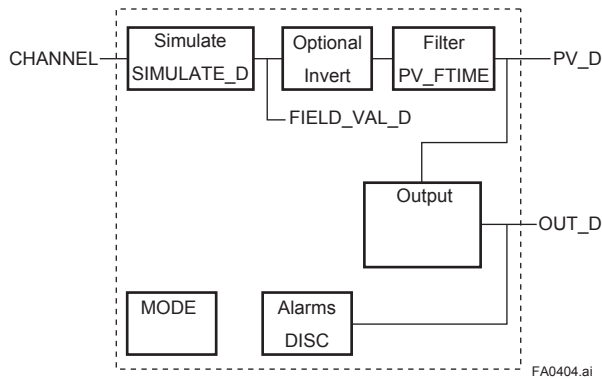 CHANNEL
Simulate
SIMULATE_D
Optional
Invert
Filter
PV_FTIME
PV_D
FIELD_VAL_D
Output
OUT_D
MODE
Alarms
DISC
FA0404.ai